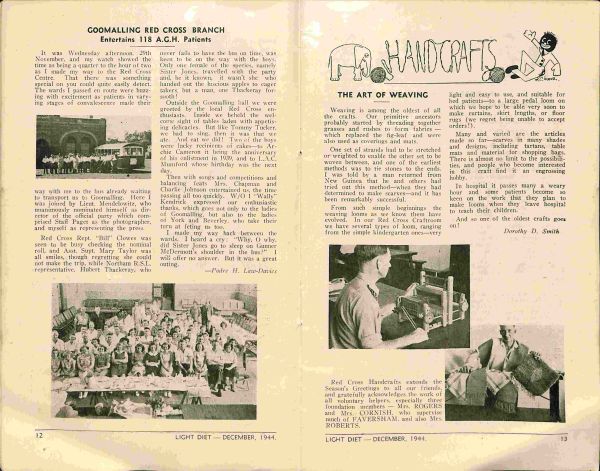 GOOMALLING RED CROSS BRANCH
Entertains 118 A.G.H. Patients
It was Wednesday afternoon, 29th
November, and my watch showed the
time as being a quarter to the hour of two
as I made my way to the Red Cross
Centre. That there was something
special on you could quite easily detect.
The wards I passed en route were buzz-
ing with excitement as patients in vary-
ing stages of convalescence made their
way with me to the bus already waiting
to transport us to Goomalling. Here I
was joined by Lieut. Mendelowitz, who
unanimously nominated himself as di-
rector of the official party which com-
prised Staff Paget as the photographer,
and myself as representing the press.
Red Cross Rept. "Bill" Clowes was
seen to be busy checking the nominal
roll, and Asst. Supt. Mary Taylor was
all smiles, though regretting she could
not make the trip, while Northam R.S.L.
representative, Hubert Thackeray, who
never fails to have the bus on time, was
keen to be on the way with the boys.
Only one female of the species, namely
Sister Jones, travelled with the party
and, be it known, it wasn't she who
handed out the luscious apples to eager
takers but a man, one Thackeray for-
sooth!
Outside the Goomalling hall we were
greeted by the local Red Cross en-
thusiasts. Inside we beheld the wel-
come sight of tables laden with appetis-
ing delicacies. But like Tommy Tucker,
we had to sing, then it was that we
ate. And eat we did! Two of the boys
were lucky recipients of cakes—to Ar-
chie Cameron it being the anniversary
of his enlistment in 1939, and to L.A.C.
Mumford whose birthday was the next
day.
Then with songs and competitions and
balancing feats Mrs. Chapman and
Charlie Johnson entertained us, the time
passing all too quickly. W/O I "Wally"
Kendrick expressed our enthusiastic
thanks, which goes not only to the ladies
of Goomalling, but also to the ladies
of York and Beverley, who take their
turn at feting us too.
I made my way back between the
wards. I heard a cry: "Why, O why,
did Sister Jones go to sleep on Gunner
McDermott's shoulder in the bus?" I
will offer no answer. But it was a great
outing.
—Padre H. Law-Davies
12
LIGHT DIET — DECEMBER, 1944.
HANDCRAFTS
THE ART OF WEAVING
Weaving is among the oldest of all
the crafts. Our primitive ancestors
probably started by threading together
grasses and rushes to form fabrics
which replaced the fig-leaf and were
also used as coverings and mats.
One set of strands had to be stretched
or weighted to enable the other set to be
woven between, and one of the earliest
methods was to tie stones to the ends.
I was told by a man returned from
New Guinea that he and others had
tried out this method—when they had
determined to make scarves—and it has
been remarkably successful.
From such simple beginnings the
weaving looms as we know them have
evolved. In our Red Cross Craftroom
we have several types of loom, ranging
from the simple kindergarten ones—very
light and easy to use, and suitable for
bed patients—to a large pedal loom on
which we hope to be able very soon to
make curtains, skirt lengths, or floor
rugs (we regret being unable to accept
orders!).
Many and varied are the articles
made so far—scarves in many shades
and designs, including tartans, table
mats and material for shopping bags.
There is almost no limit to the possibili-
ties, and people who become interested
in this craft find it an engrossing
hobby.
In hospital it passes many a weary
hour and some patients become so
keen on the work that they plan to
make looms when they leave hospital
to teach their children.
And so one of the oldest crafts goes
on!
Dorothy D. Smith
Red Cross Handcrafts extends the
Season's Greetings to all our friends,
and gratefully acknowledges the work of
all voluntary helpers, especially three
foundation members — Mrs. ROGERS
and Mrs. CORNISH, who supervise
much of FAVERSHAM, and also Mrs.
ROBERTS.
LIGHT DIET — DECEMBER, 1944.
13